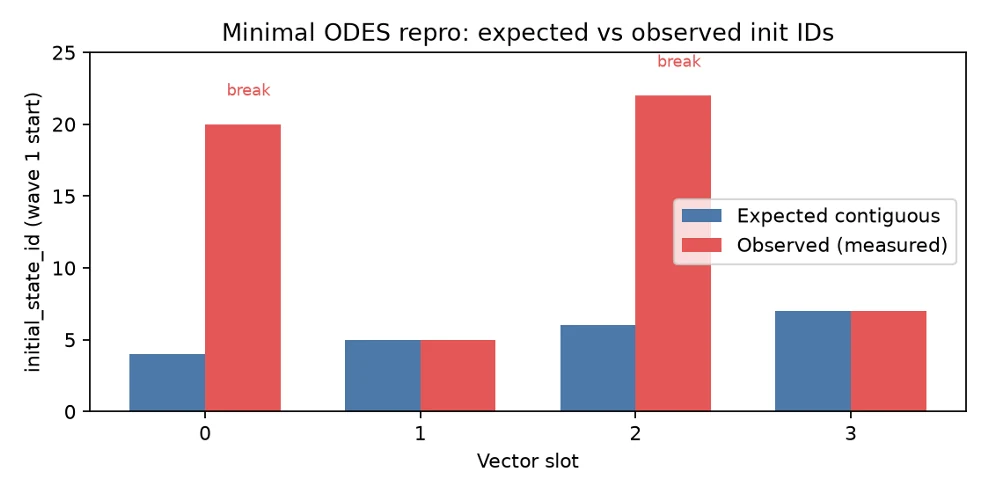 Minimal ODES repro: expected vs observed init IDs
initial_state_id (wave 1 start)
25
20
15
10
5
0
break
break
Expected contiguous
Observed (measured)
0 1 2 3
Vector slot